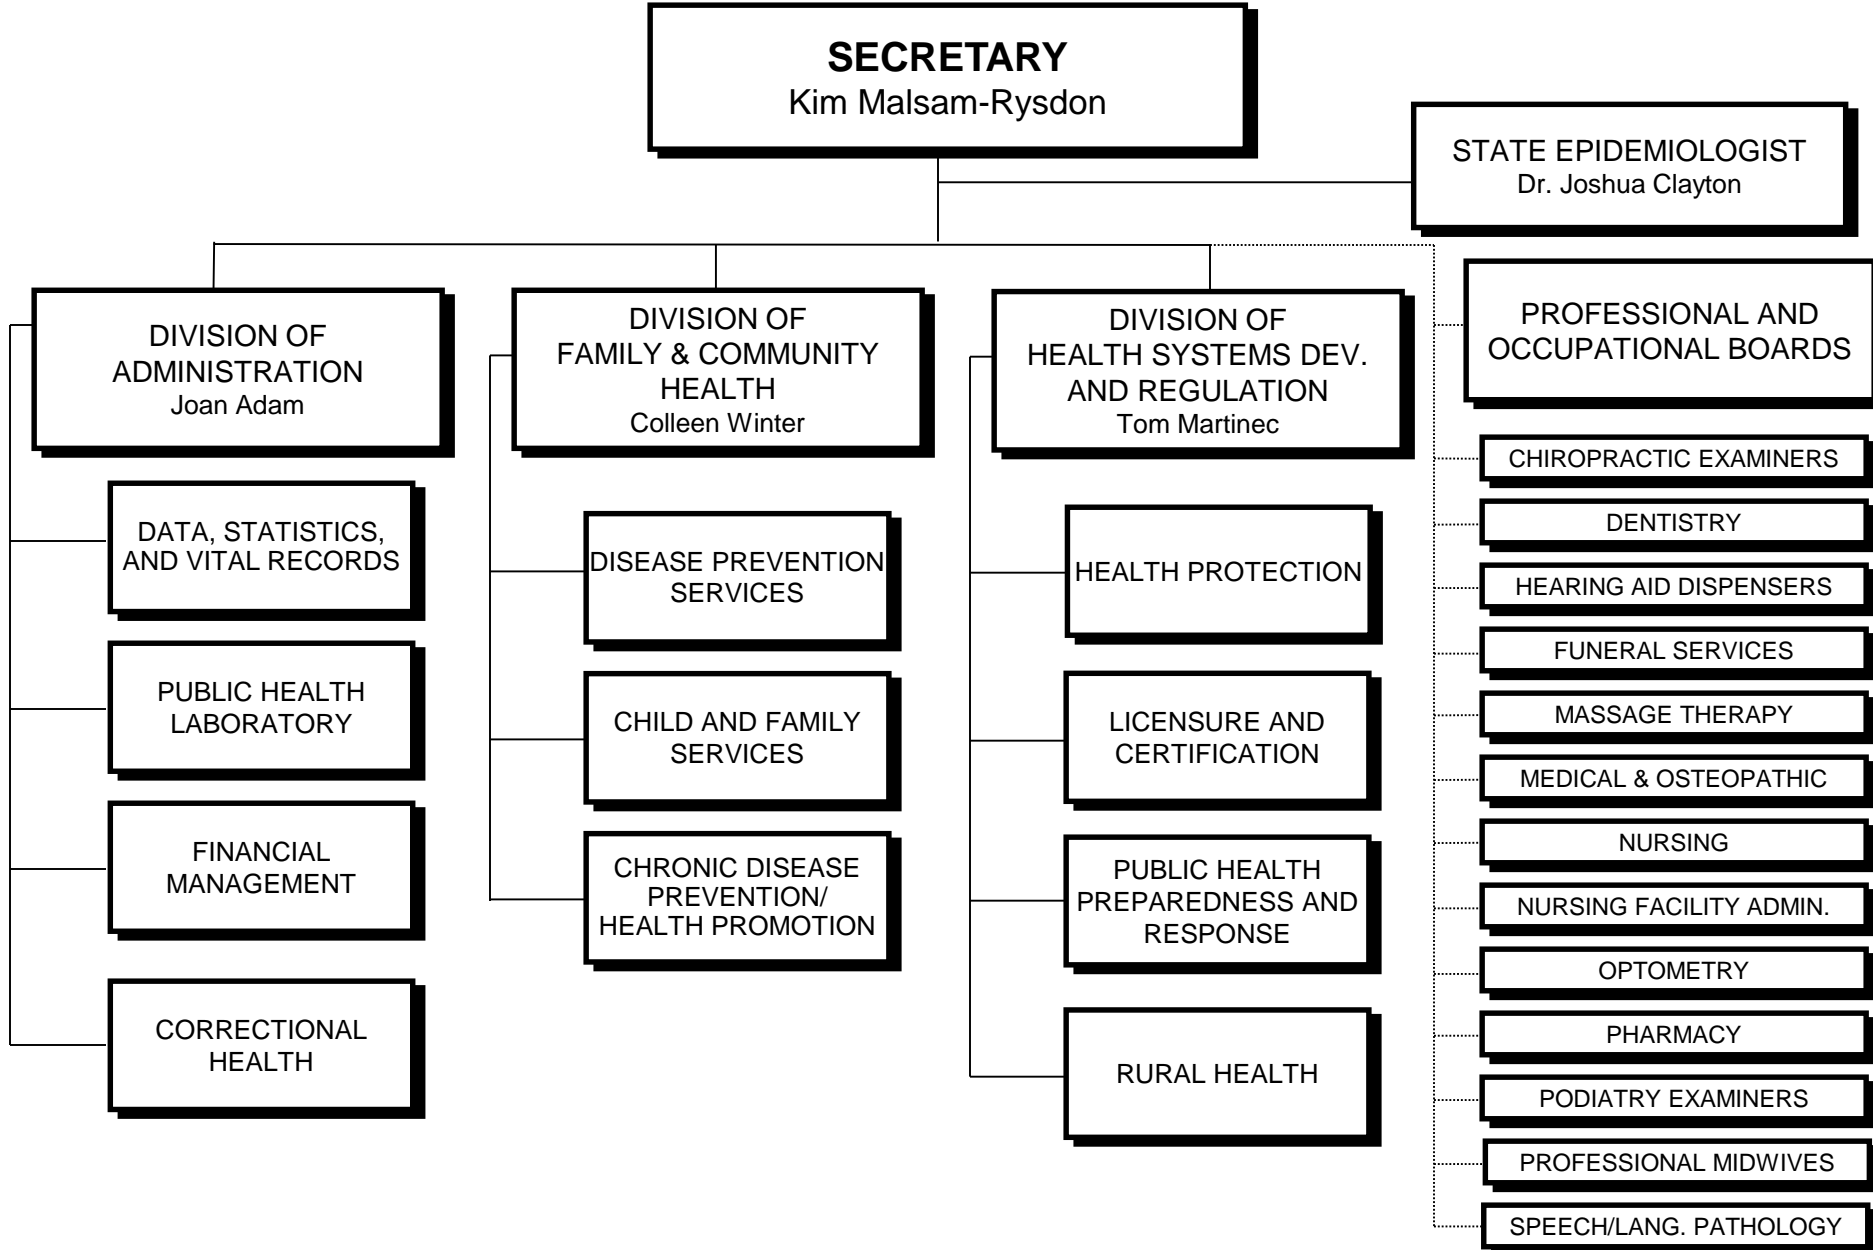 SECRETARY
Kim Malsam-Rysdon
STATE EPIDEMIOLOGIST
Dr. Joshua Clayton
DIVISION OF
ADMINISTRATION
Joan Adam
DATA, STATISTICS,
AND VITAL RECORDS
PUBLIC HEALTH
LABORATORY
FINANCIAL
MANAGEMENT
CORRECTIONAL
HEALTH
DIVISION OF
FAMILY & COMMUNITY
HEALTH
Colleen Winter
DISEASE PREVENTION
SERVICES
CHILD AND FAMILY
SERVICES
CHRONIC DISEASE
PREVENTION/
HEALTH PROMOTION
DIVISION OF
HEALTH SYSTEMS DEV.
AND REGULATION
Tom Martinec
HEALTH PROTECTION
LICENSURE AND
CERTIFICATION
PUBLIC HEALTH
PREPAREDNESS AND
RESPONSE
RURAL HEALTH
PROFESSIONAL AND
OCCUPATIONAL BOARDS
CHIROPRACTIC EXAMINERS
DENTISTRY
HEARING AID DISPENSERS
FUNERAL SERVICES
MASSAGE THERAPY
MEDICAL & OSTEOPATHIC
NURSING
NURSING FACILITY ADMIN.
OPTOMETRY
PHARMACY
PODIATRY EXAMINERS
PROFESSIONAL MIDWIVES
SPEECH/LANG. PATHOLOGY